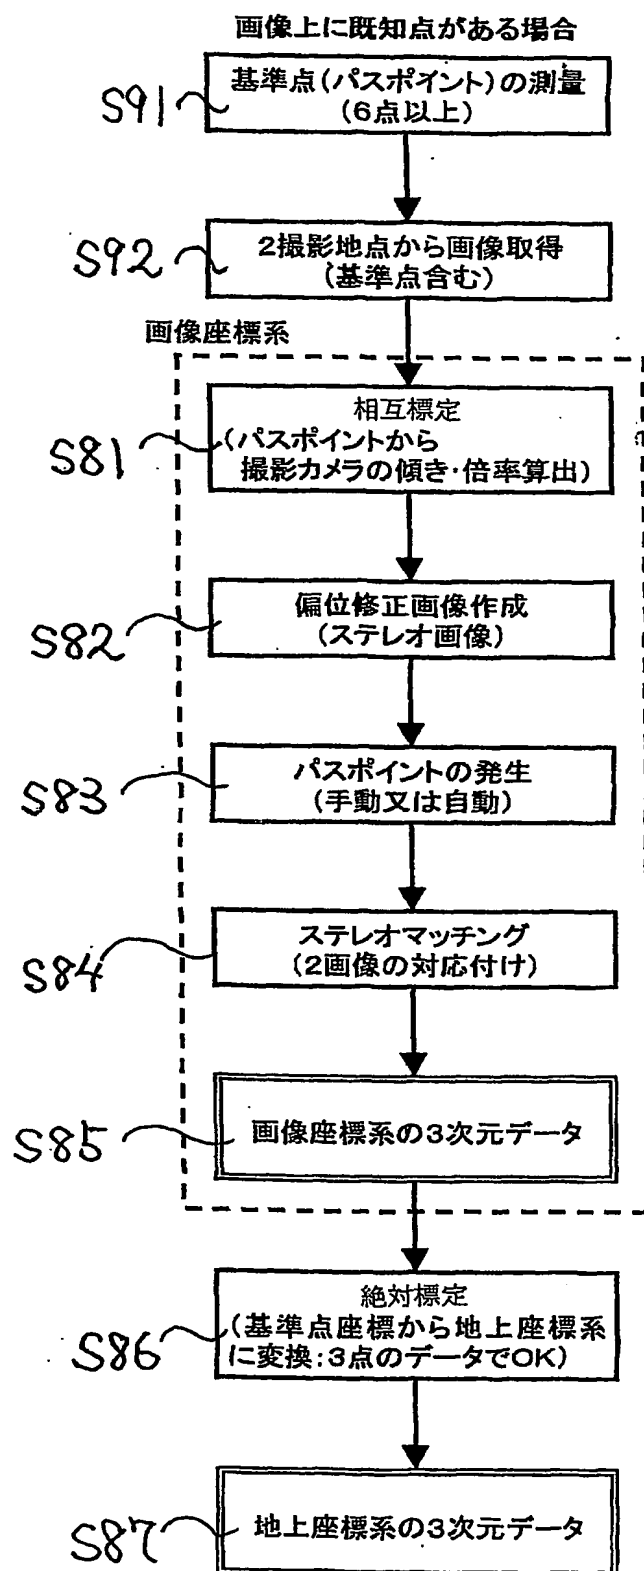 画像上に既知点がある場合
S91
基準点(パスポイント)の測量
(6点以上)
S92
2撮影地点から画像取得
(基準点含む)
画像座標系
S81
相互標定
(パスポイントから
撮影カメラの傾き・倍率算出)
S82
偏位修正画像作成
(ステレオ画像)
S83
パスポイントの発生
(手動又は自動)
S84
ステレオマッチング
(2画像の対応付け)
S85
画像座標系の3次元データ
S86
絶対標定
(基準点座標から地上座標系
に変換:3点のデータでOK)
S87
地上座標系の3次元データ